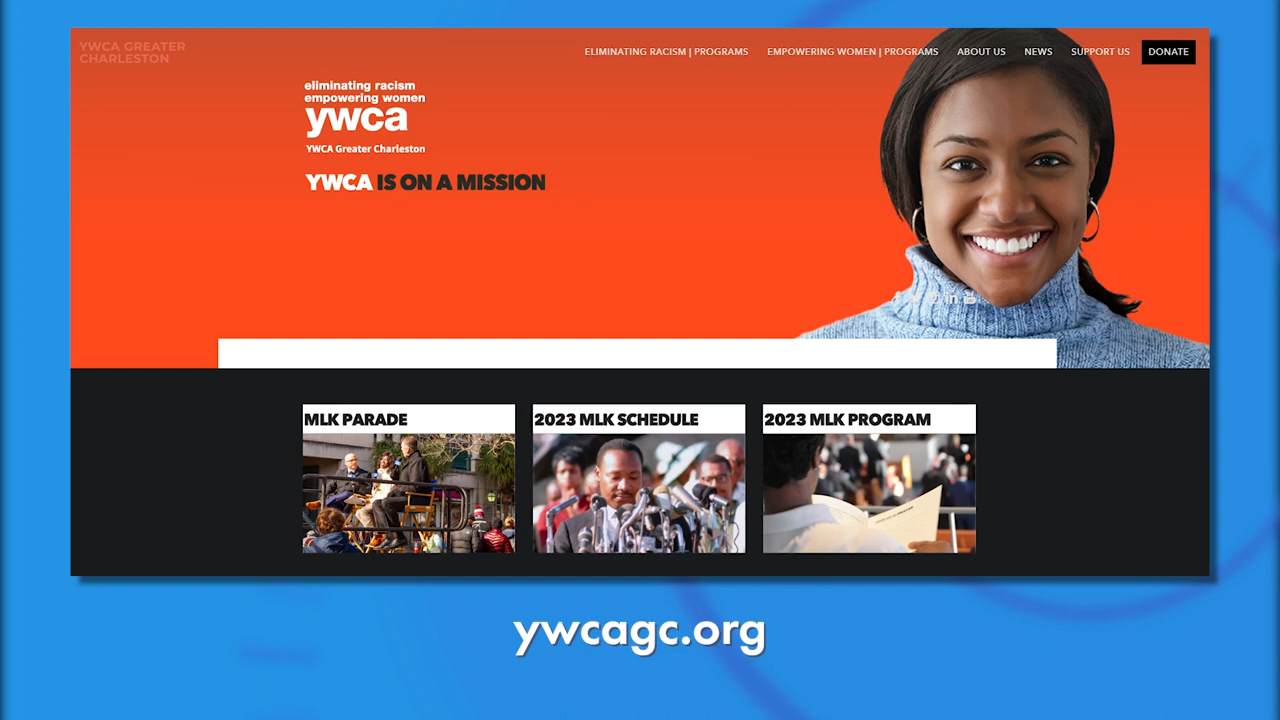 YWCA GREATER
CHARLESTON
ELIMINATING RACISM | PROGRAMS EMPOWERING WOMEN | PROGRAMS ABOUT US NEWS SUPPORT US DONATE
eliminating racism
empowering women
ywca
YWCA Greater Charleston
YWCA IS ON A MISSION
in
MLK PARADE 2023 MLK SCHEDULE 2023 MLK PROGRAM
ywcagc.org